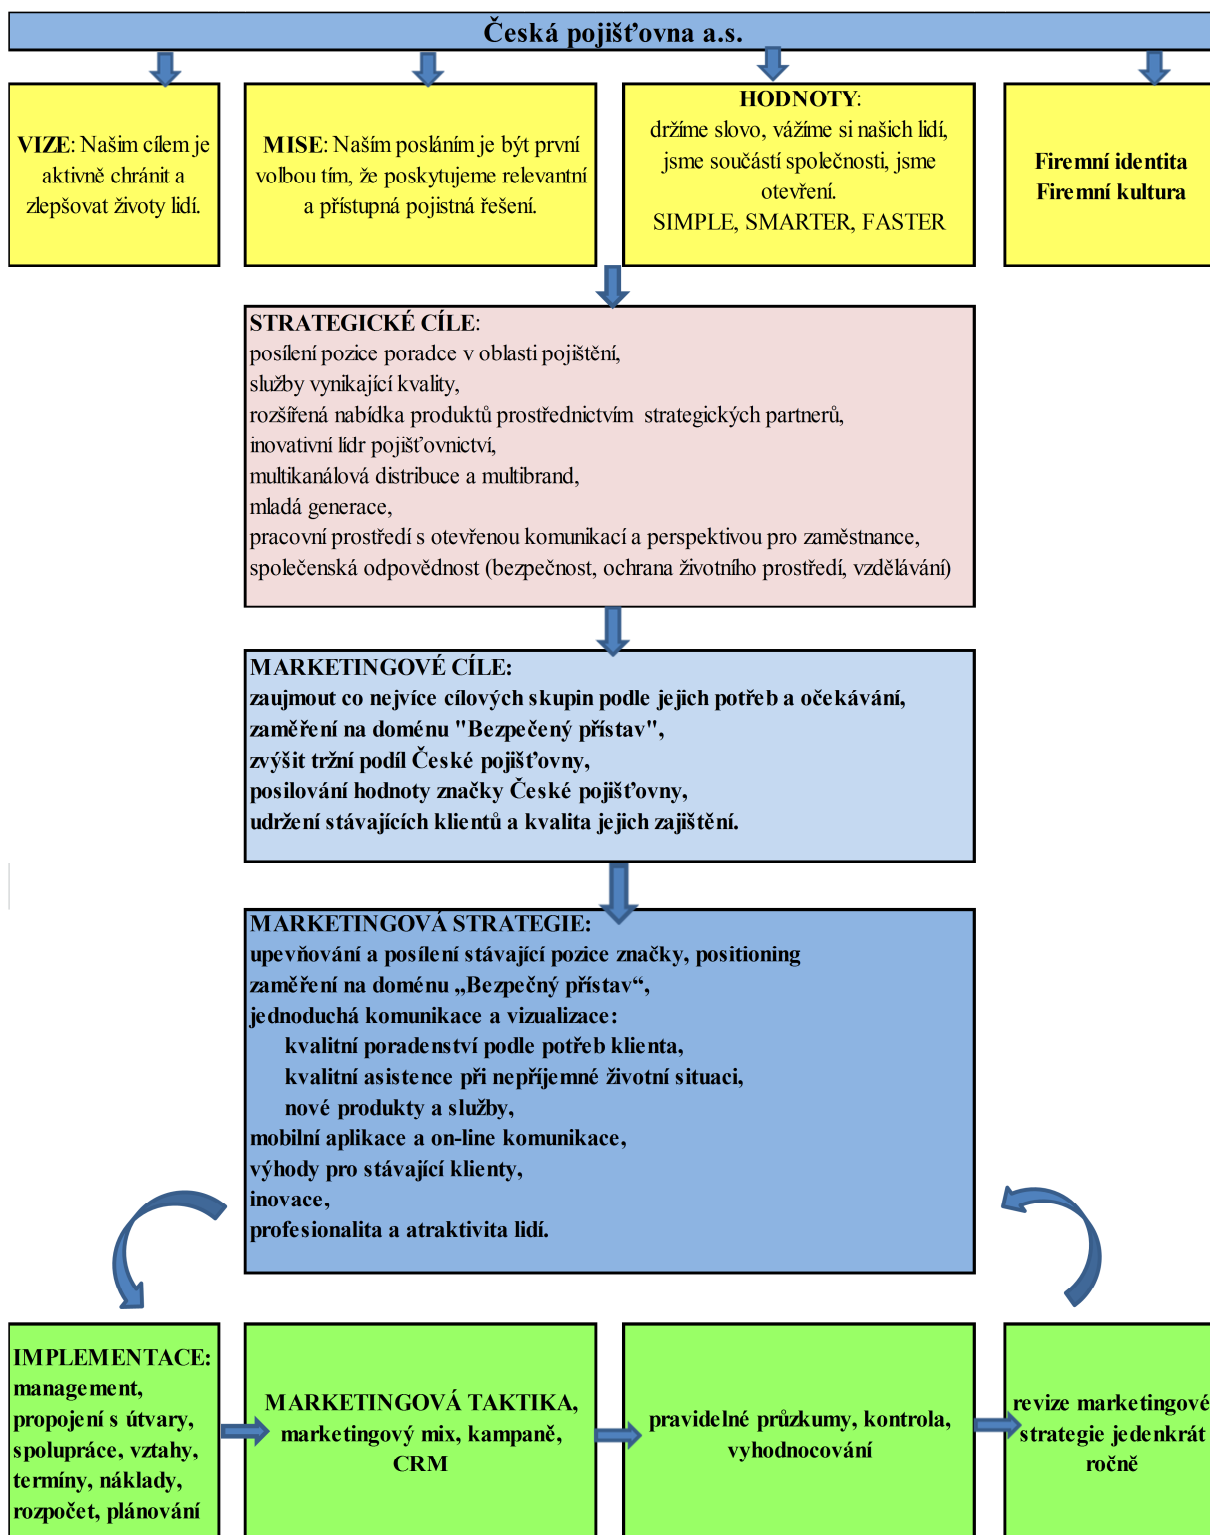 Česká pojišťovna a.s.
VIZE: Našim cílem je
aktivně chránit a
zlepšovat životy lidí.
MISE: Naším posláním je být první
volbou tím, že poskytujeme relevantní
a přístupná pojistná řešení.
HODNOTY:
držíme slovo, vážíme si našich lidí,
jsme součástí společnosti, jsme
otevření.
SIMPLE, SMARTER, FASTER
Firemní identita
Firemní kultura
STRATEGICKÉ CÍLE:
posílení pozice poradce v oblasti pojištění,
služby vynikající kvality,
rozšířená nabídka produktů prostřednictvím strategických partnerů,
inovativní lídr pojišťovnictví,
multikanálová distribuce a multibrand,
mladá generace,
pracovní prostředí s otevřenou komunikací a perspektivou pro zaměstnance,
společenská odpovědnost (bezpečnost, ochrana životního prostředí, vzdělávání)
MARKETINGOVÉ CÍLE:
zaujmout co nejvíce cílových skupin podle jejich potřeb a očekávání,
zaměření na doménu "Bezpečený přístav",
zvýšit tržní podíl České pojišťovny,
posilování hodnoty značky České pojišťovny,
udržení stávajících klientů a kvalita jejich zajištění.
MARKETINGOVÁ STRATEGIE:
upevňování a posílení stávající pozice značky, positioning
zaměření na doménu „Bezpečný přístav“,
jednoduchá komunikace a vizualizace:
kvalitní poradenství podle potřeb klienta,
kvalitní asistence při nepříjemné životní situaci,
nové produkty a služby,
mobilní aplikace a on-line komunikace,
výhody pro stávající klienty,
inovace,
profesionalita a atraktivita lidí.
IMPLEMENTACE:
management,
propojení s útvary,
spolupráce, vztahy,
termíny, náklady,
rozpočet, plánování
MARKETINGOVÁ TAKTIKA,
marketingový mix, kampaně,
CRM
pravidelné průzkumy, kontrola,
vyhodnocování
revize marketingové
strategie jedenkrát
ročně